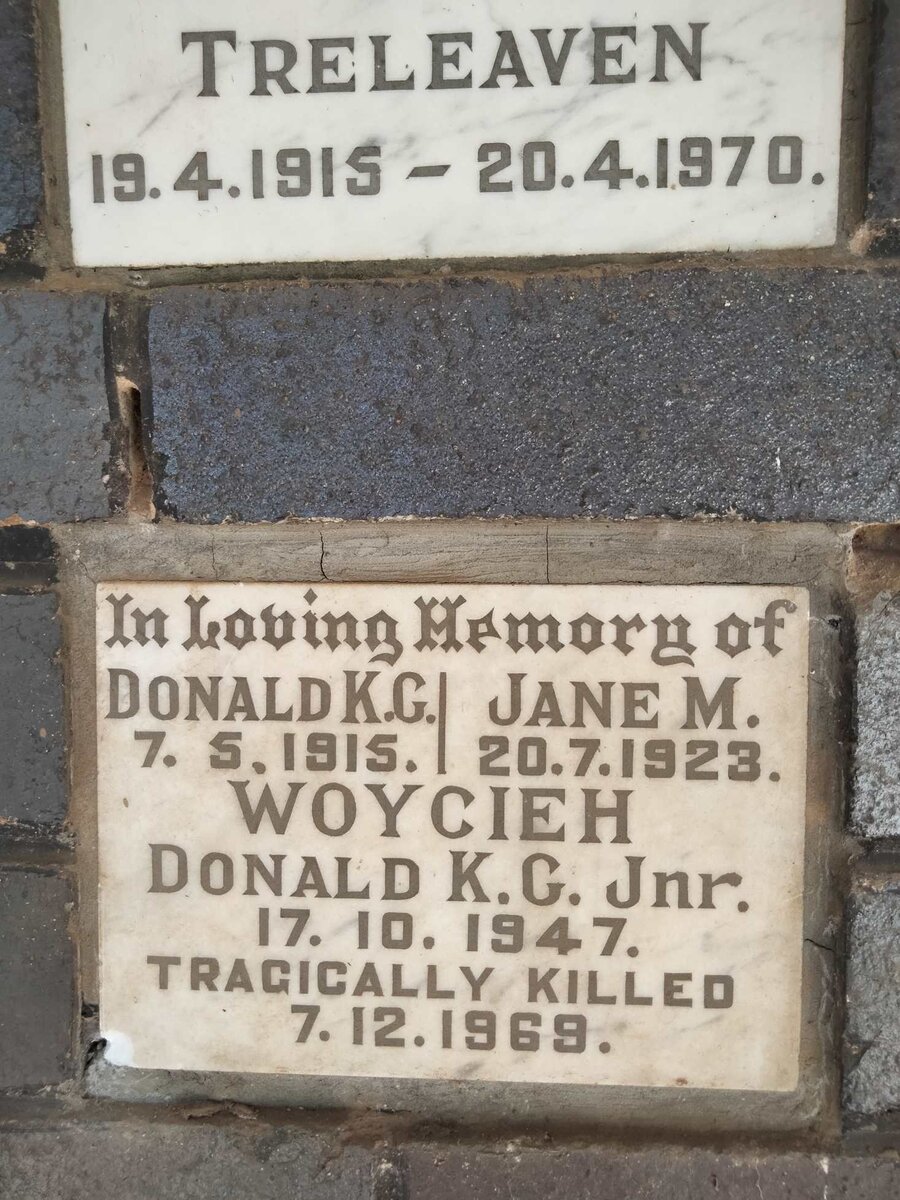 TRELEAVEN
19.4.1915 – 20.4.1970.
In Loving Memory of
DONALD K.G. | JANE M.
7. 5. 1915. | 20.7.1923.
WOYCIEH
DONALD K.G. Jnr.
17. 10. 1947.
TRAGICALLY KILLED
7.12.1969.